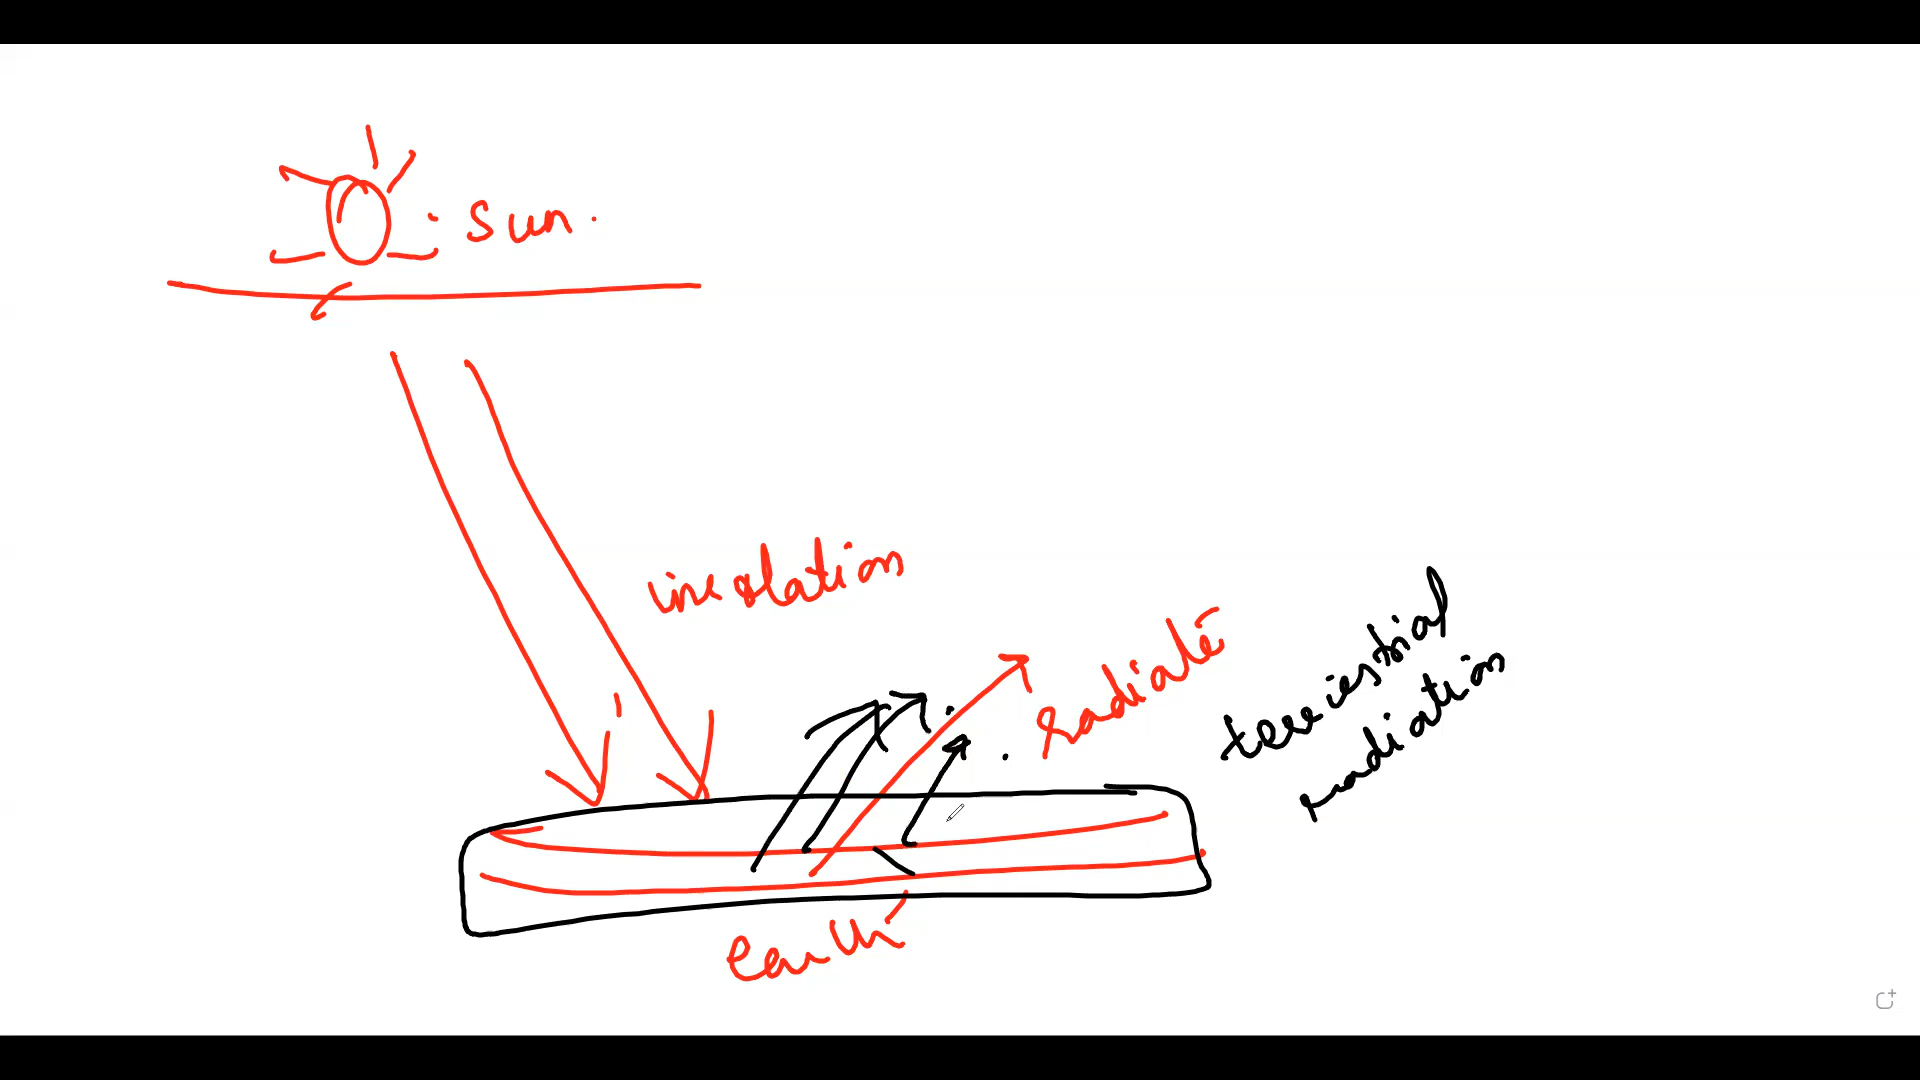 : Sun.
insolation
radiate
terrestrial
radiation
earth